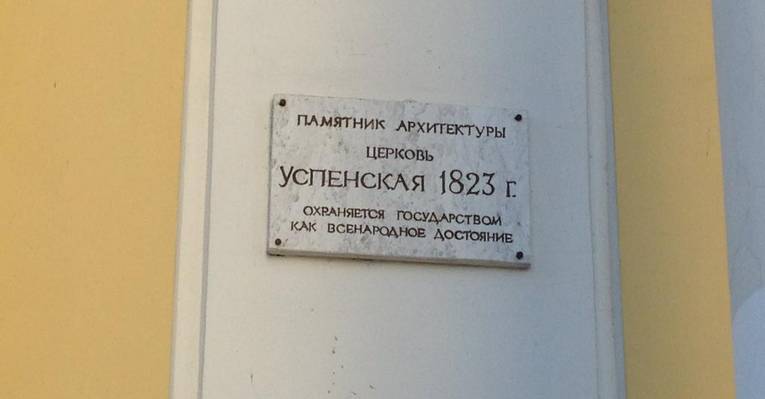 ПАМЯТНИК АРХИТЕКТУРЫ
ЦЕРКОВЬ
УСПЕНСКАЯ 1823 г.
ОХРАНЯЕТСЯ ГОСУДАРСТВОМ
КАК ВСЕНАРОДНОЕ ДОСТОЯНИЕ